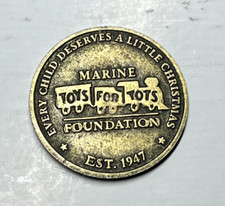 EVERY CHILD DESERVES A LITTLE CHRISTMAS
MARINE
TOYS FOR TOTS
FOUNDATION
EST. 1947